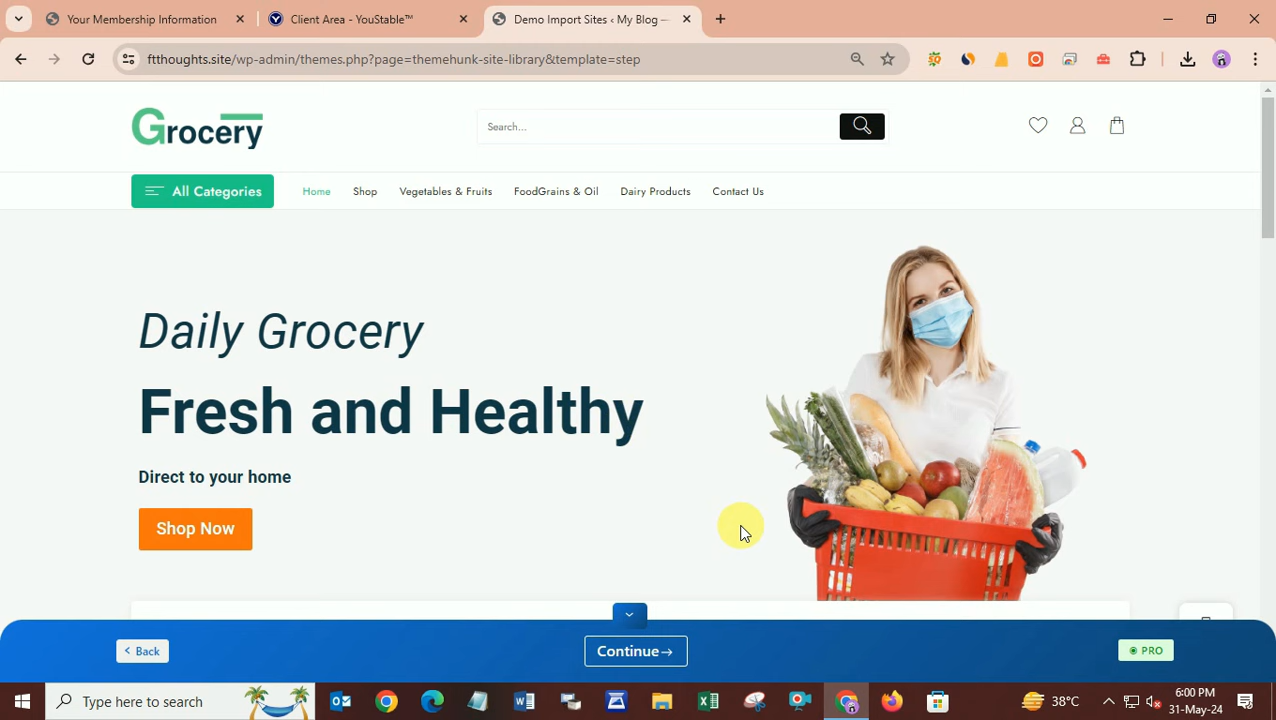 Your Membership Information
Client Area - YouStable™
Demo Import Sites ‹ My Blog —
ftthoughts.site/wp-admin/themes.php?page=themehunk-site-library&template=step
Grocery
Search...
All Categories
Home
Shop
Vegetables & Fruits
FoodGrains & Oil
Dairy Products
Contact Us
Daily Grocery
Fresh and Healthy
Direct to your home
Shop Now
Back
Continue→
PRO
Type here to search
38°C
6:00 PM
31-May-24